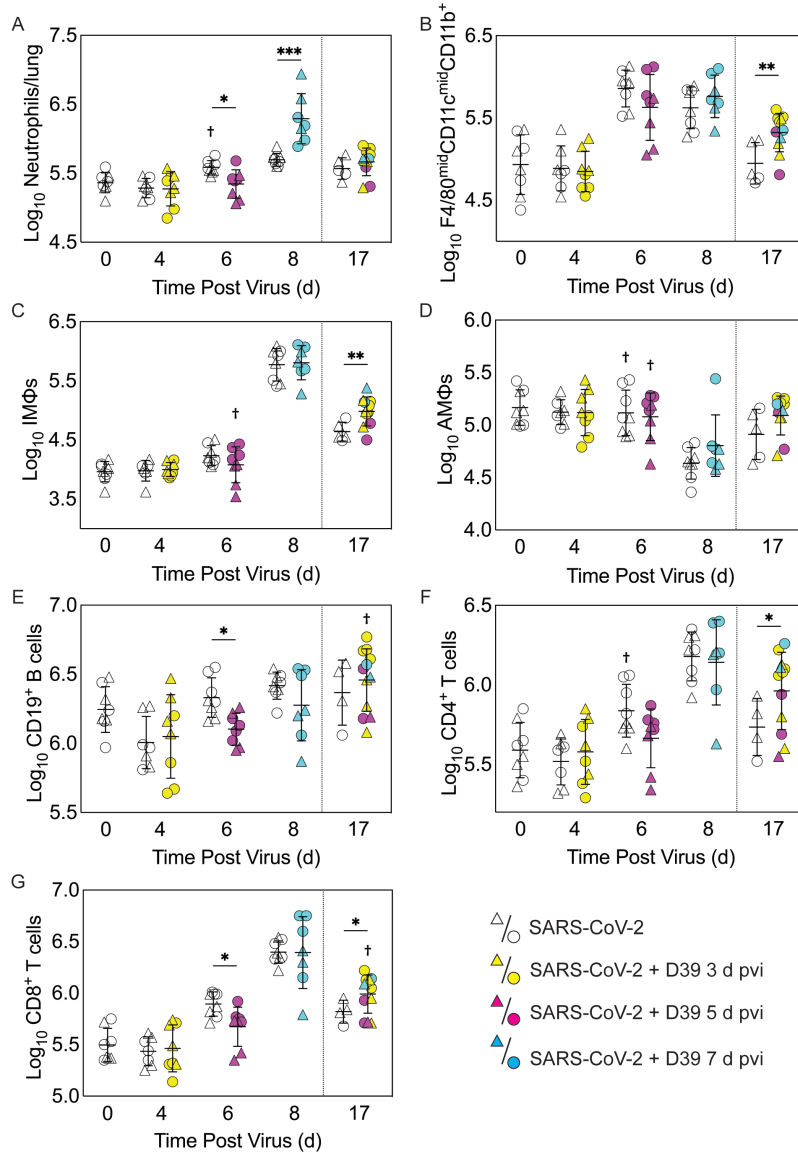 A
Log10 Neutrophils/lung
7.5
6.5
5.5
4.5
†
*
***
0 4 6 8 17
Time Post Virus (d)
B
Log10 F4/80midCD11cmidCD11b+
6.5
5.5
4.5
**
0 4 6 8 17
Time Post Virus (d)
C
Log10 IMΦs
6.5
5.5
4.5
3.5
†
**
0 4 6 8 17
Time Post Virus (d)
D
Log10 AMΦs
6.0
5.5
5.0
4.5
4.0
† †
0 4 6 8 17
Time Post Virus (d)
E
Log10 CD19+ B cells
7.0
6.5
6.0
5.5
*
†
0 4 6 8 17
Time Post Virus (d)
F
Log10 CD4+ T cells
6.5
6.0
5.5
†
*
0 4 6 8 17
Time Post Virus (d)
G
Log10 CD8+ T cells
7.0
6.5
6.0
5.5
5.0
*
*
†
0 4 6 8 17
Time Post Virus (d)
/ SARS-CoV-2
/ SARS-CoV-2 + D39 3 d pvi
/ SARS-CoV-2 + D39 5 d pvi
/ SARS-CoV-2 + D39 7 d pvi